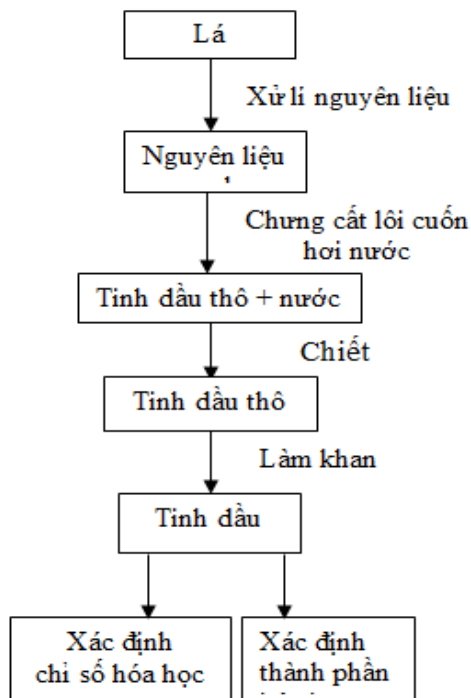 Lá
Xử lí nguyên liệu
Nguyên liệu
Chưng cất lôi cuốn
hơi nước
Tinh dầu thô + nước
Chiết
Tinh dầu thô
Làm khan
Tinh dầu
Xác định
chỉ số hóa học
Xác định
thành phần